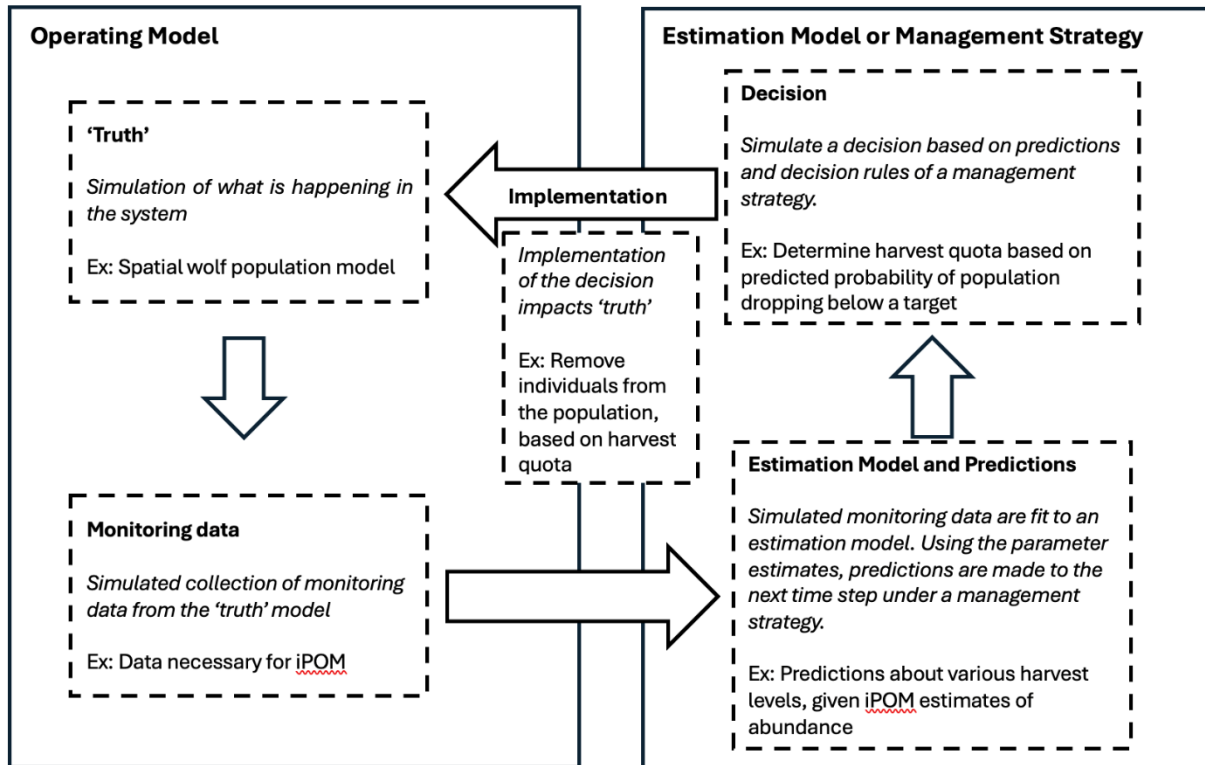 Operating Model
‘Truth’
Simulation of what is happening in
the system
Ex: Spatial wolf population model
Monitoring data
Simulated collection of monitoring
data from the ‘truth’ model
Ex: Data necessary for iPOM
Implementation
Implementation
of the decision
impacts ‘truth’
Ex: Remove
individuals from
the population,
based on harvest
quota
Estimation Model or Management Strategy
Decision
Simulate a decision based on predictions
and decision rules of a management
strategy.
Ex: Determine harvest quota based on
predicted probability of population
dropping below a target
Estimation Model and Predictions
Simulated monitoring data are fit to an
estimation model. Using the parameter
estimates, predictions are made to the
next time step under a management
strategy.
Ex: Predictions about various harvest
levels, given iPOM estimates of
abundance